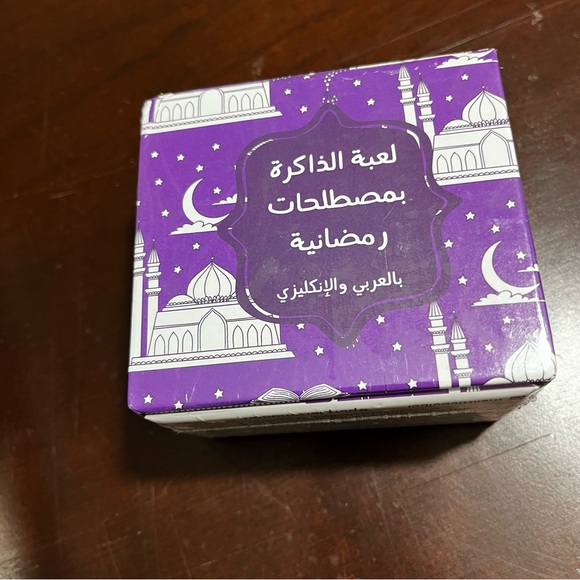 لعبة الذاكرة
بمصطلحات
رمضانية
بالعربي والإنكليزي